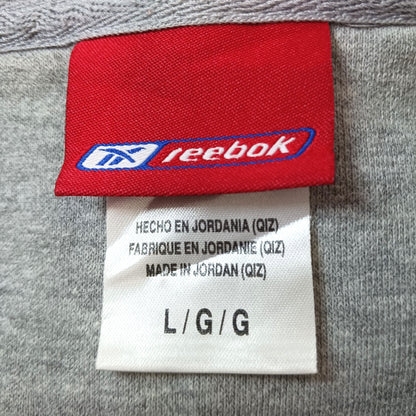 reebok
HECHO EN JORDANIA (QIZ)
FABRIQUE EN JORDANIE (QIZ)
MADE IN JORDAN (QIZ)
L/G/G